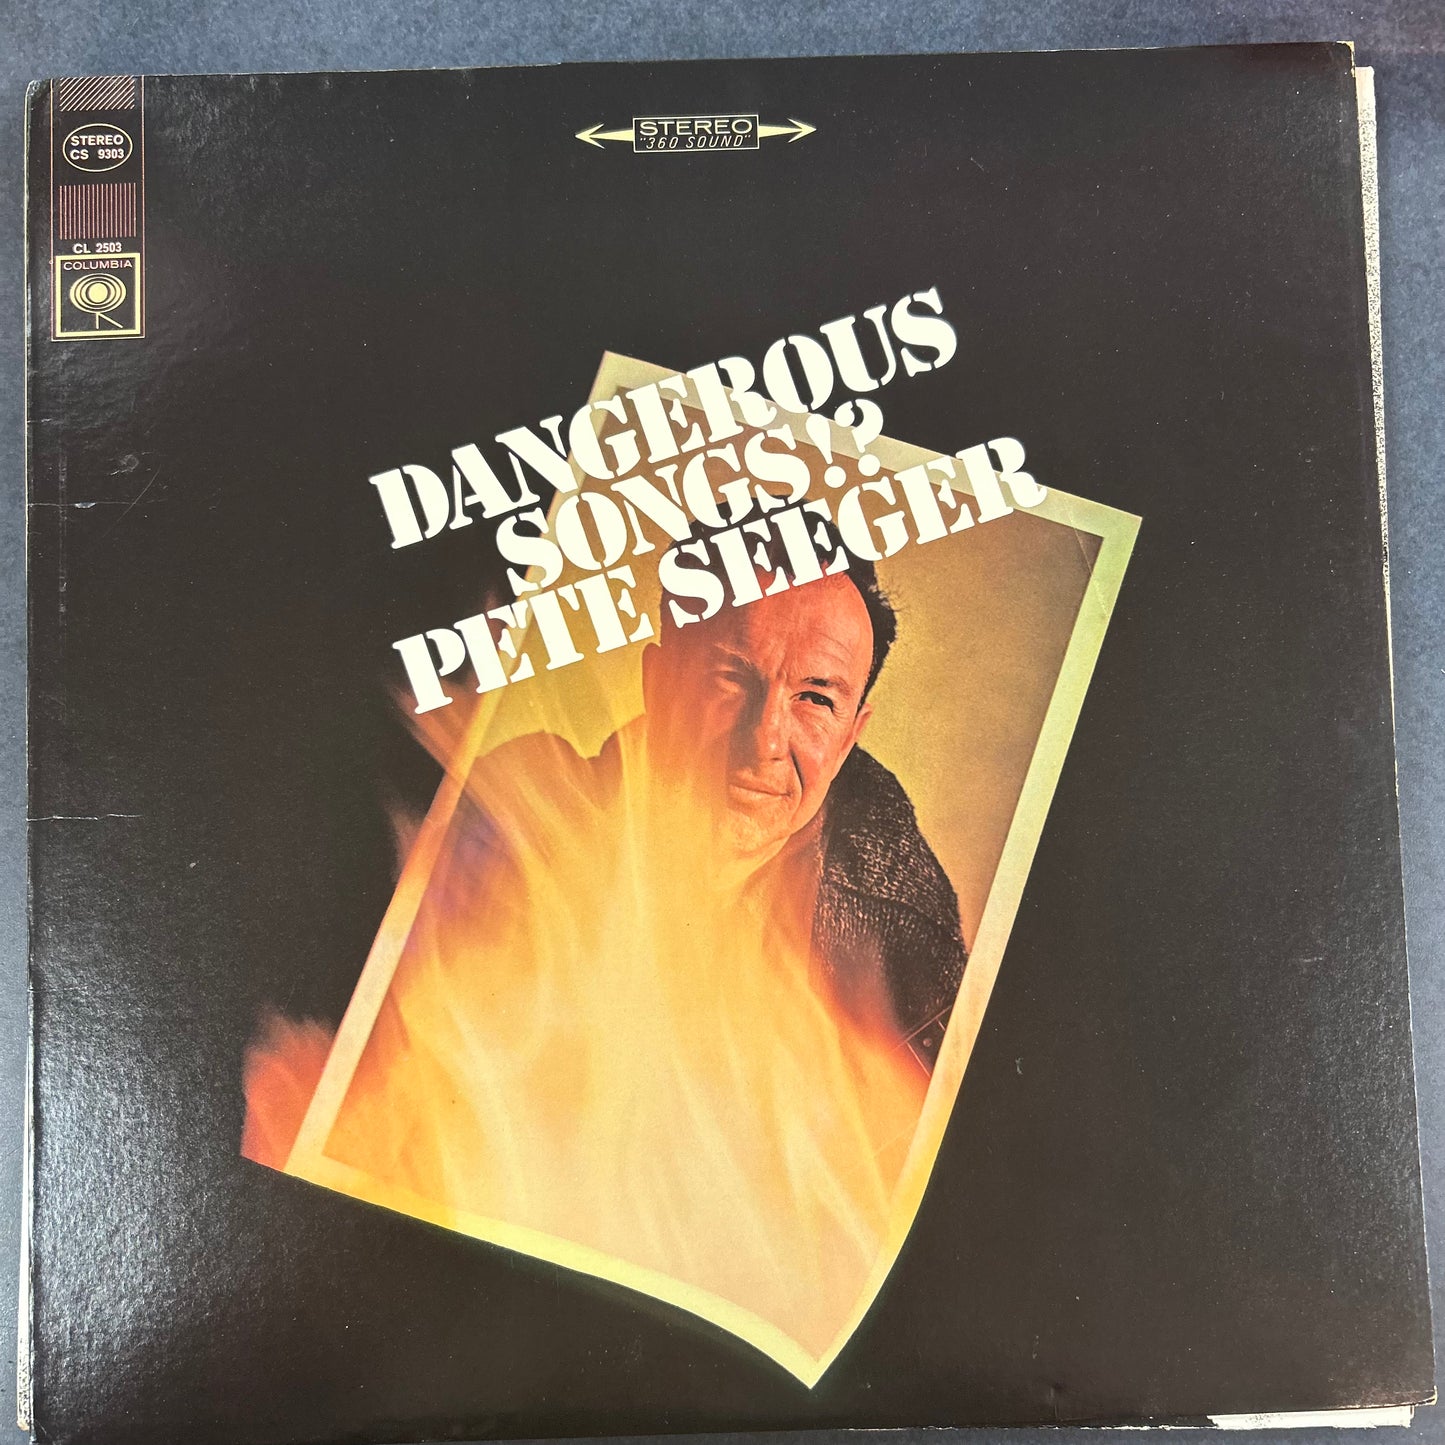 STEREO
CS 9303
CL 2503
COLUMBIA
STEREO
"360 SOUND"
DANGEROUS
SONGS!?
PETE SEEGER